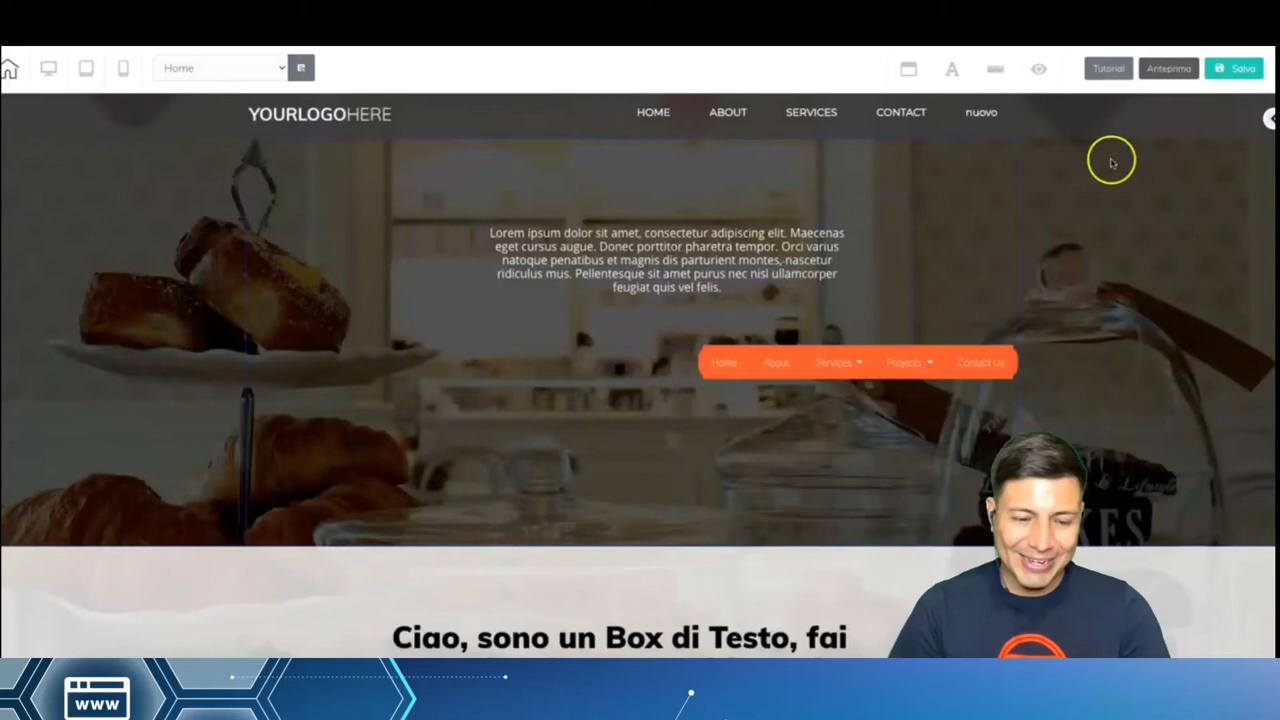 Home
Tutorial
Anteprima
Salva
YOURLOGOHERE
HOME ABOUT SERVICES CONTACT nuovo
Lorem ipsum dolor sit amet, consectetur adipiscing elit. Maecenas
eget cursus augue. Donec porttitor pharetra tempor. Orci varius
natoque penatibus et magnis dis parturient montes, nascetur
ridiculus mus. Pellentesque sit amet purus nec nisl ullamcorper
feugiat quis vel felis.
Home About Services Projects Contact Us
Ciao, sono un Box di Testo, fai
www